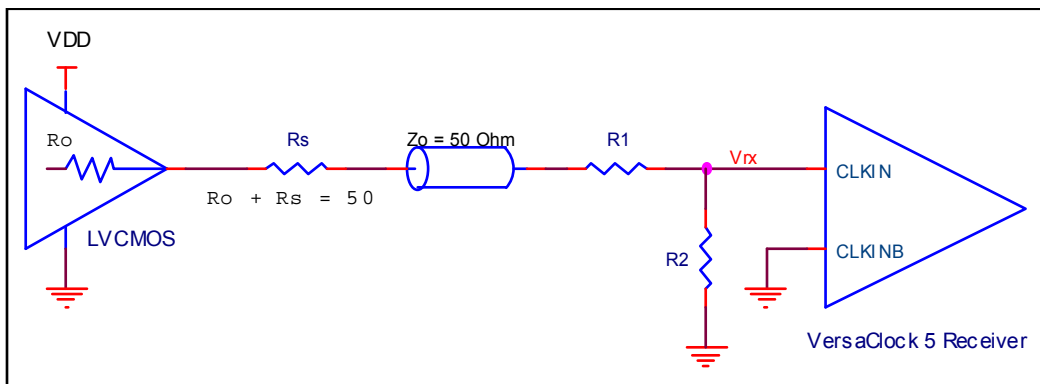 VDD
Ro
Rs
Zo = 50 Ohm
R1
Vrx
CLKIN
Ro + Rs = 50
LVCMOS
R2
CLKINB
VersaClock 5 Receiver